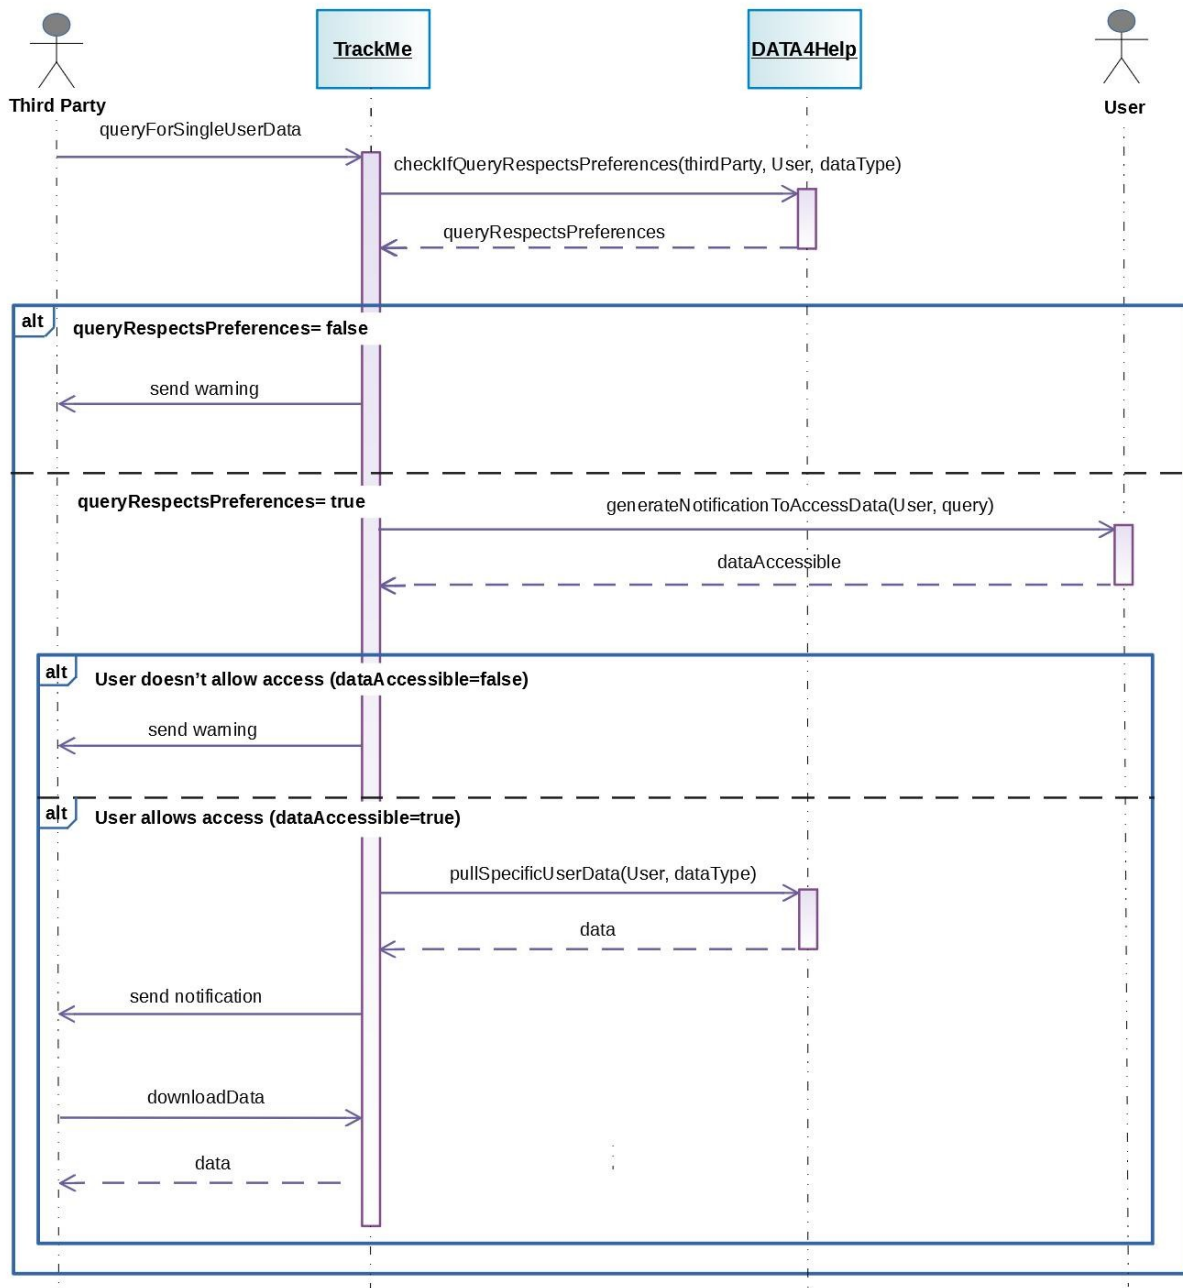 TrackMe
DATA4Help
Third Party
User
queryForSingleUserData
checkIfQueryRespectsPreferences(thirdParty, User, dataType)
queryRespectsPreferences
alt
queryRespectsPreferences= false
send warning
queryRespectsPreferences= true
generateNotificationToAccessData(User, query)
dataAccessible
alt
User doesn’t allow access (dataAccessible=false)
send warning
alt
User allows access (dataAccessible=true)
pullSpecificUserData(User, dataType)
data
send notification
downloadData
data